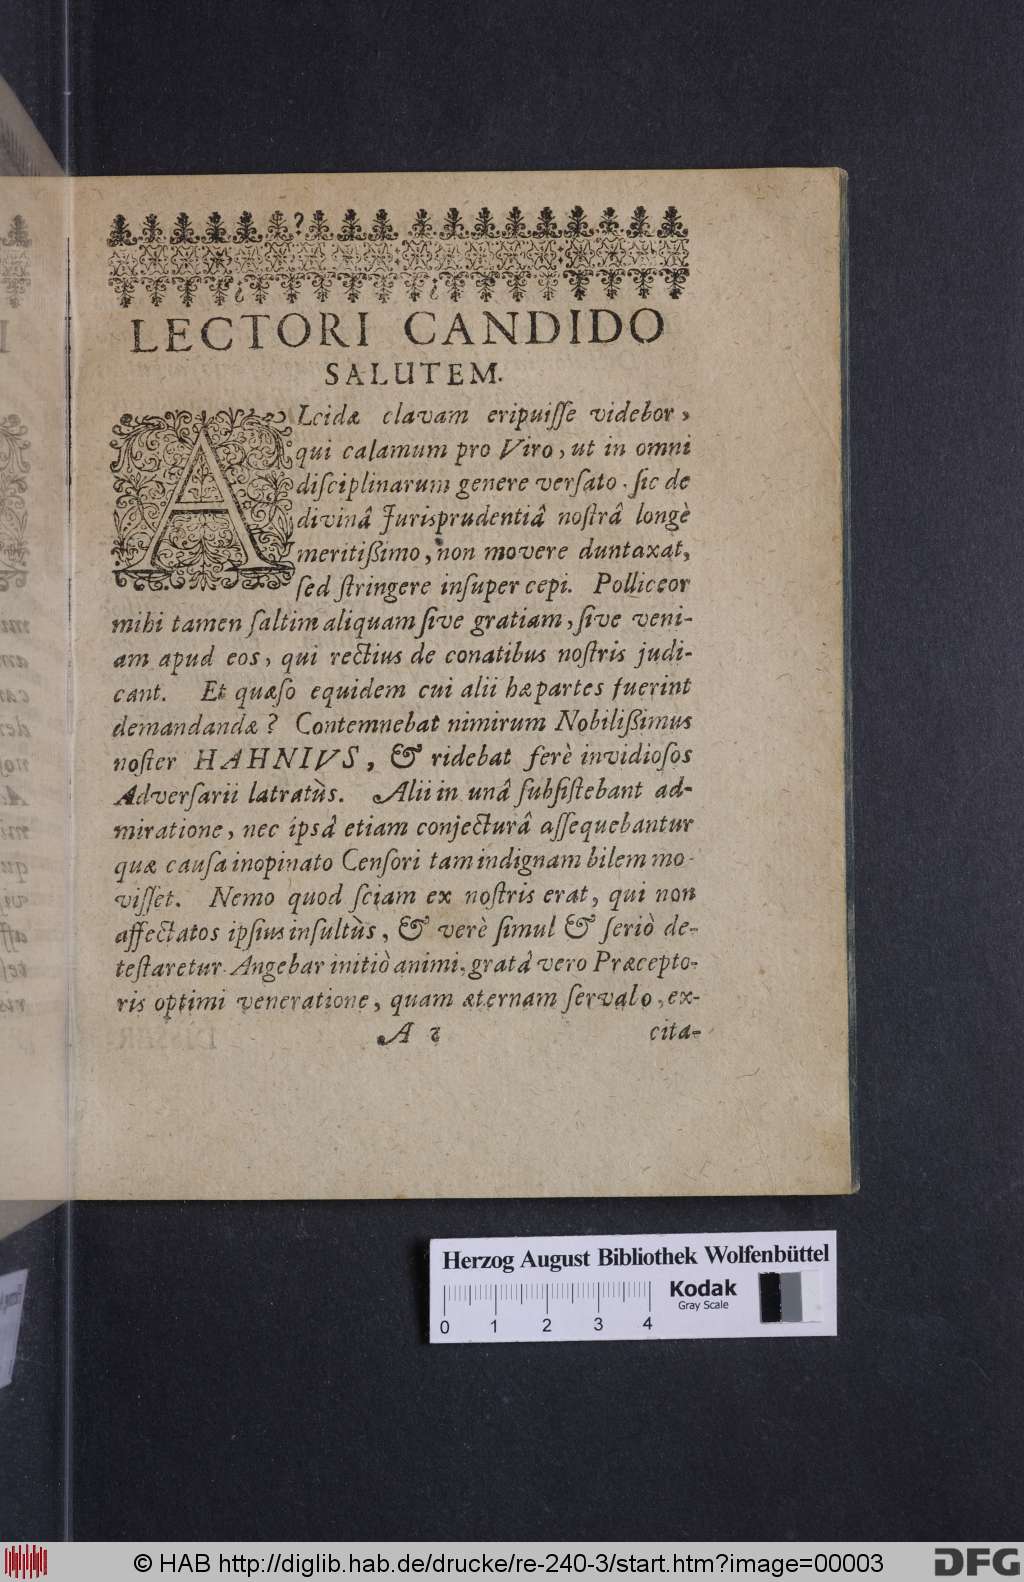 LECTORI CANDIDO
SALUTEM.
ALcidæ clavam eripuiſſe videbor,
qui calamum pro Viro, ut in omni
diſciplinarum genere verſato, ſic de
divinâ Jurisprudentiâ noſtrâ longè
meritißimo, non movere duntaxat,
ſed ſtringere inſuper cepi. Polliceor
mihi tamen ſaltim aliquam ſive gratiam, ſive veni-
am apud eos, qui rectius de conatibus noſtris judi-
cant. Et quæſo equidem cui alii hæ partes fuerint
demandandæ? Contemnebat nimirum Nobilißimus
noſter HAHNIVS, & ridebat ferè invidioſos
Adverſarii latratùs. Alii in unâ ſubſiſtebant ad-
miratione, nec ipsâ etiam conjecturâ aſſequebantur
quæ cauſa inopinato Cenſori tam indignam bilem mo-
viſſet. Nemo quod ſciam ex noſtris erat, qui non
affectatos ipſius inſultùs, & verè ſimul & ſeriò de-
teſtaretur. Angebar initiò animi, gratâ vero Præcepto-
ris optimi veneratione, quam æternam ſervalo, ex-
A 2
cita-
Herzog August Bibliothek Wolfenbüttel
Kodak
Gray Scale
0 1 2 3 4
© HAB http://diglib.hab.de/drucke/re-240-3/start.htm?image=00003
DFG